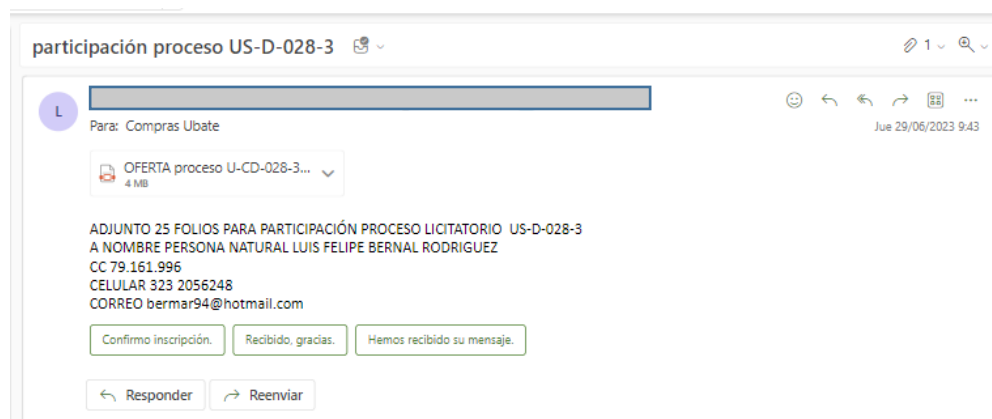 participación proceso US-D-028-3
1
L
Para: Compras Ubate
Jue 29/06/2023 9:43
OFERTA proceso U-CD-028-3...
4 MB
ADJUNTO 25 FOLIOS PARA PARTICIPACIÓN PROCESO LICITATORIO US-D-028-3
A NOMBRE PERSONA NATURAL LUIS FELIPE BERNAL RODRIGUEZ
CC 79.161.996
CELULAR 323 2056248
CORREO bermar94@hotmail.com
Confirmo inscripción.
Recibido, gracias.
Hemos recibido su mensaje.
Responder
Reenviar